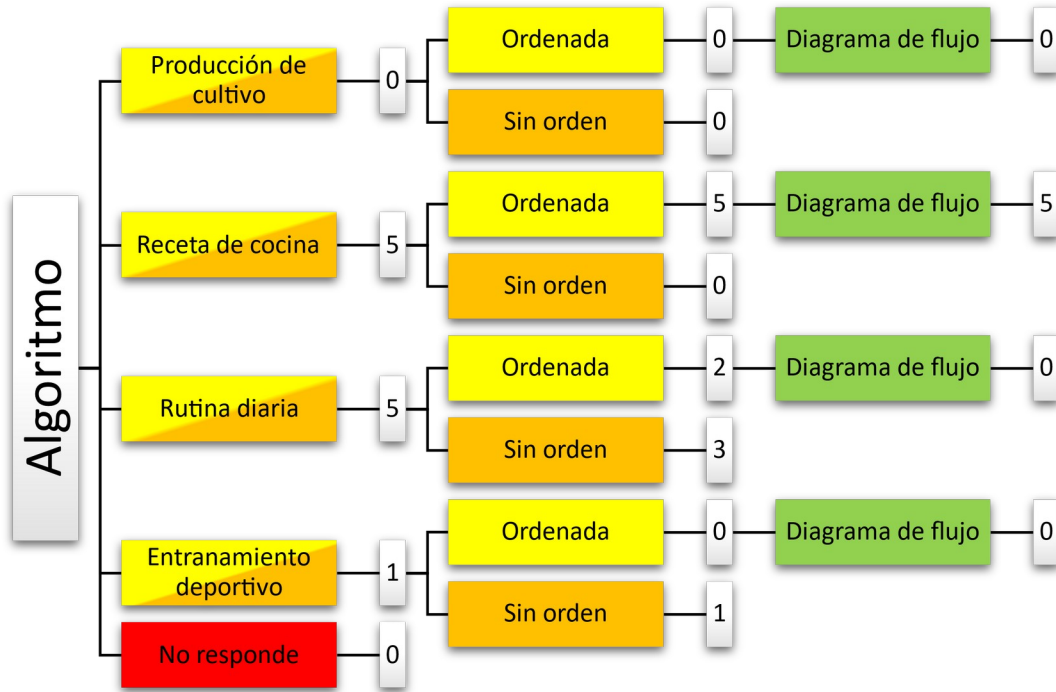 Algoritmo
Producción de
cultivo
0
Ordenada
0
Diagrama de flujo
0
Sin orden
0
Receta de cocina
5
Ordenada
5
Diagrama de flujo
5
Sin orden
0
Rutina diaria
5
Ordenada
2
Diagrama de flujo
0
Sin orden
3
Entranamiento
deportivo
1
Ordenada
0
Diagrama de flujo
0
Sin orden
1
No responde
0